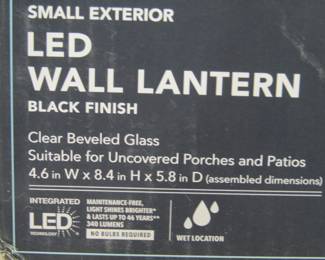 SMALL EXTERIOR
LED
WALL LANTERN
BLACK FINISH
Clear Beveled Glass
Suitable for Uncovered Porches and Patios
4.6 in W x 8.4 in H x 5.8 in D (assembled dimensions)
INTEGRATED
LED
TECHNOLOGY
MAINTENANCE-FREE,
LIGHT SHINES BRIGHTER*
& LASTS UP TO 46 YEARS**
340 LUMENS
NO BULBS REQUIRED
WET LOCATION